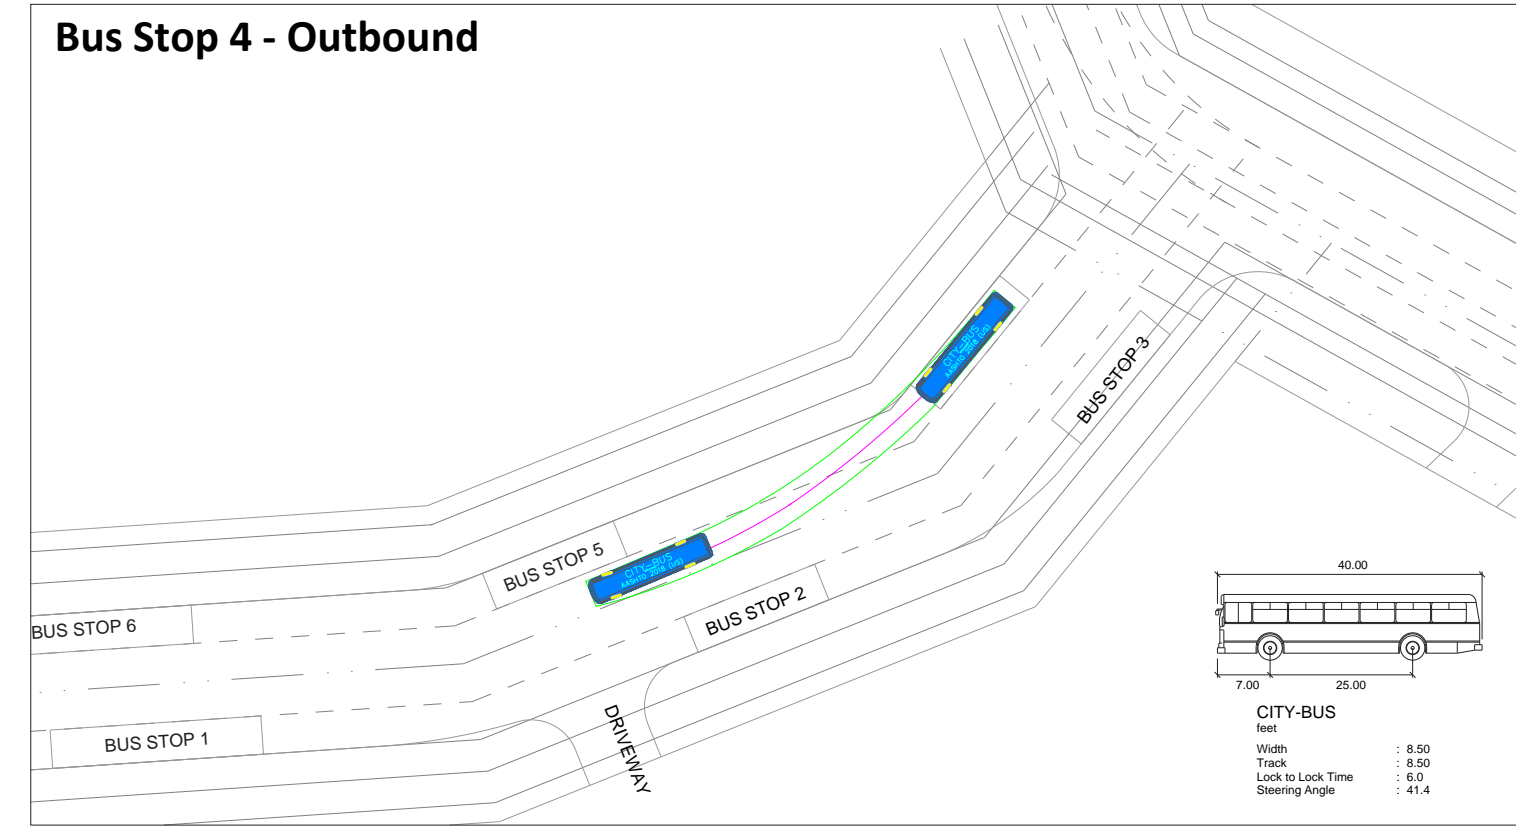 Bus Stop 4 - Outbound
CITY-BUS
AASHTO 2018 (US)
BUS STOP 3
BUS STOP 5
CITY-BUS
AASHTO 2018 (US)
BUS STOP 2
BUS STOP 6
BUS STOP 1
DRIVEWAY
40.00
7.00
25.00
CITY-BUS
feet
Width : 8.50
Track : 8.50
Lock to Lock Time : 6.0
Steering Angle : 41.4